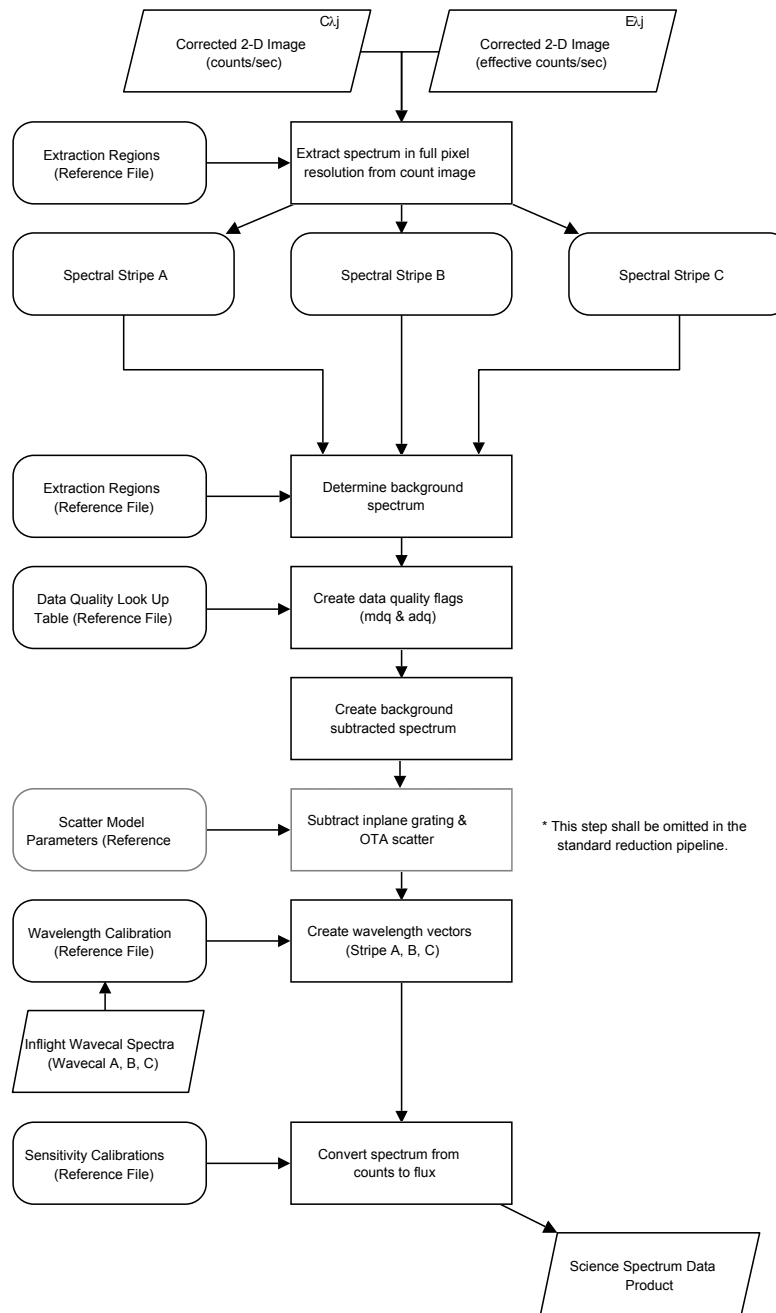 Cλj
Corrected 2-D Image
(counts/sec)
Eλj
Corrected 2-D Image
(effective counts/sec)
Extraction Regions
(Reference File)
Extract spectrum in full pixel
resolution from count image
Spectral Stripe A
Spectral Stripe B
Spectral Stripe C
Extraction Regions
(Reference File)
Determine background
spectrum
Data Quality Look Up
Table (Reference File)
Create data quality flags
(mdq & adq)
Create background
subtracted spectrum
Scatter Model
Parameters (Reference
Subtract inplane grating &
OTA scatter
* This step shall be omitted in the
standard reduction pipeline.
Wavelength Calibration
(Reference File)
Create wavelength vectors
(Stripe A, B, C)
Inflight Wavecal Spectra
(Wavecal A, B, C)
Sensitivity Calibrations
(Reference File)
Convert spectrum from
counts to flux
Science Spectrum Data
Product